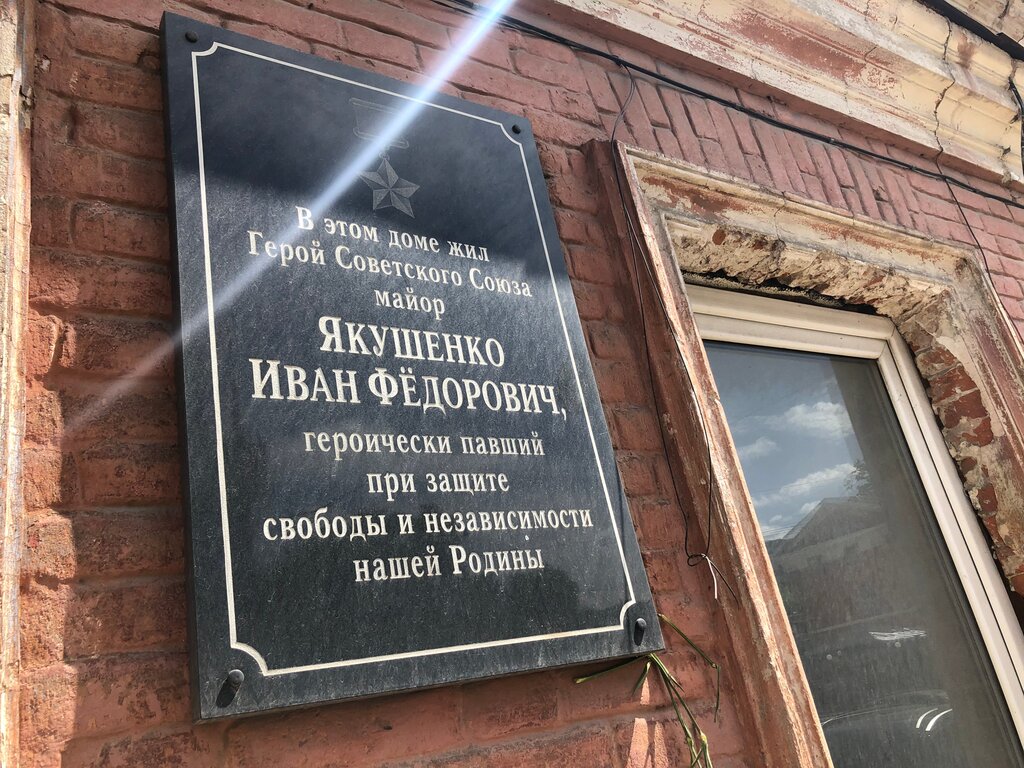 В этом доме жил
Герой Советского Союза
майор
ЯКУШЕНКО
ИВАН ФЁДОРОВИЧ,
героически павший
при защите
свободы и независимости
нашей Родины